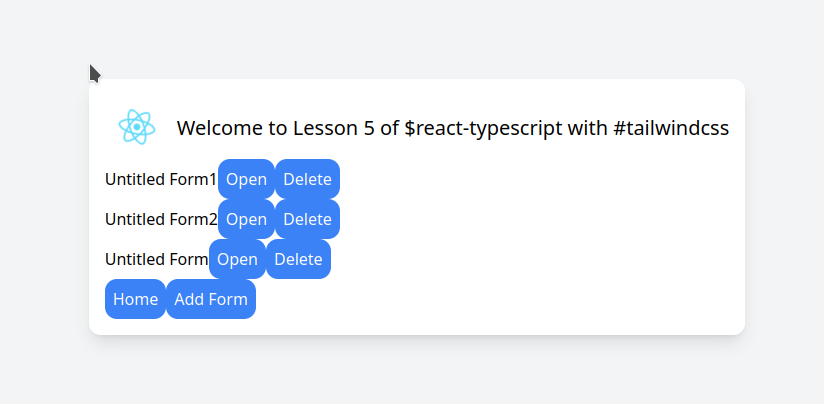 Welcome to Lesson 5 of $react-typescript with #tailwindcss
Untitled Form1 Open Delete
Untitled Form2 Open Delete
Untitled Form Open Delete
Home Add Form